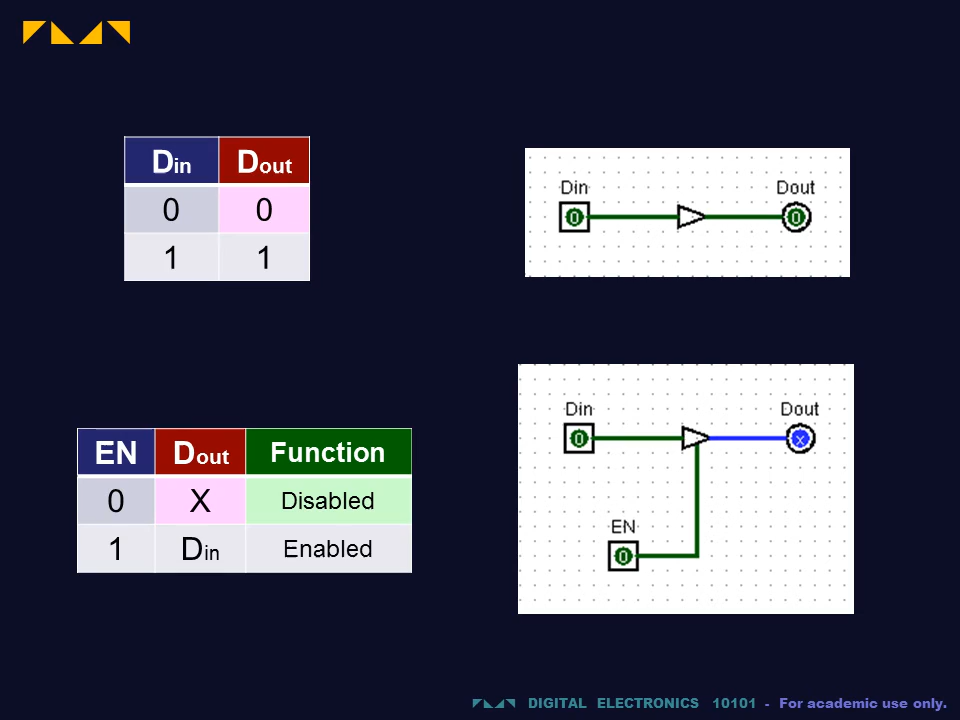 Din Dout
0 0
1 1
Din Dout
0 0
EN Dout Function
0 X Disabled
1 Din Enabled
Din Dout
0 x
EN
0
DIGITAL ELECTRONICS 10101 - For academic use only.